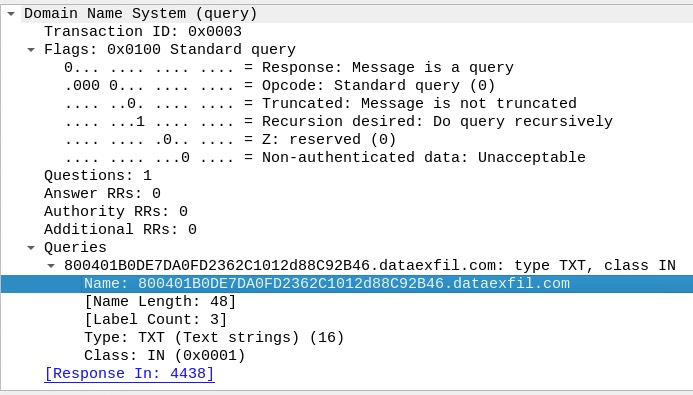 Domain Name System (query)
Transaction ID: 0x0003
Flags: 0x0100 Standard query
0... .... .... .... = Response: Message is a query
.000 0... .... .... = Opcode: Standard query (0)
.... ..0. .... .... = Truncated: Message is not truncated
.... ...1 .... .... = Recursion desired: Do query recursively
.... .... .0.. .... = Z: reserved (0)
.... .... ...0 .... = Non-authenticated data: Unacceptable
Questions: 1
Answer RRs: 0
Authority RRs: 0
Additional RRs: 0
Queries
800401B0DE7DA0FD2362C1012d88C92B46.dataexfil.com: type TXT, class IN
Name: 800401B0DE7DA0FD2362C1012d88C92B46.dataexfil.com
[Name Length: 48]
[Label Count: 3]
Type: TXT (Text strings) (16)
Class: IN (0x0001)
[Response In: 4438]